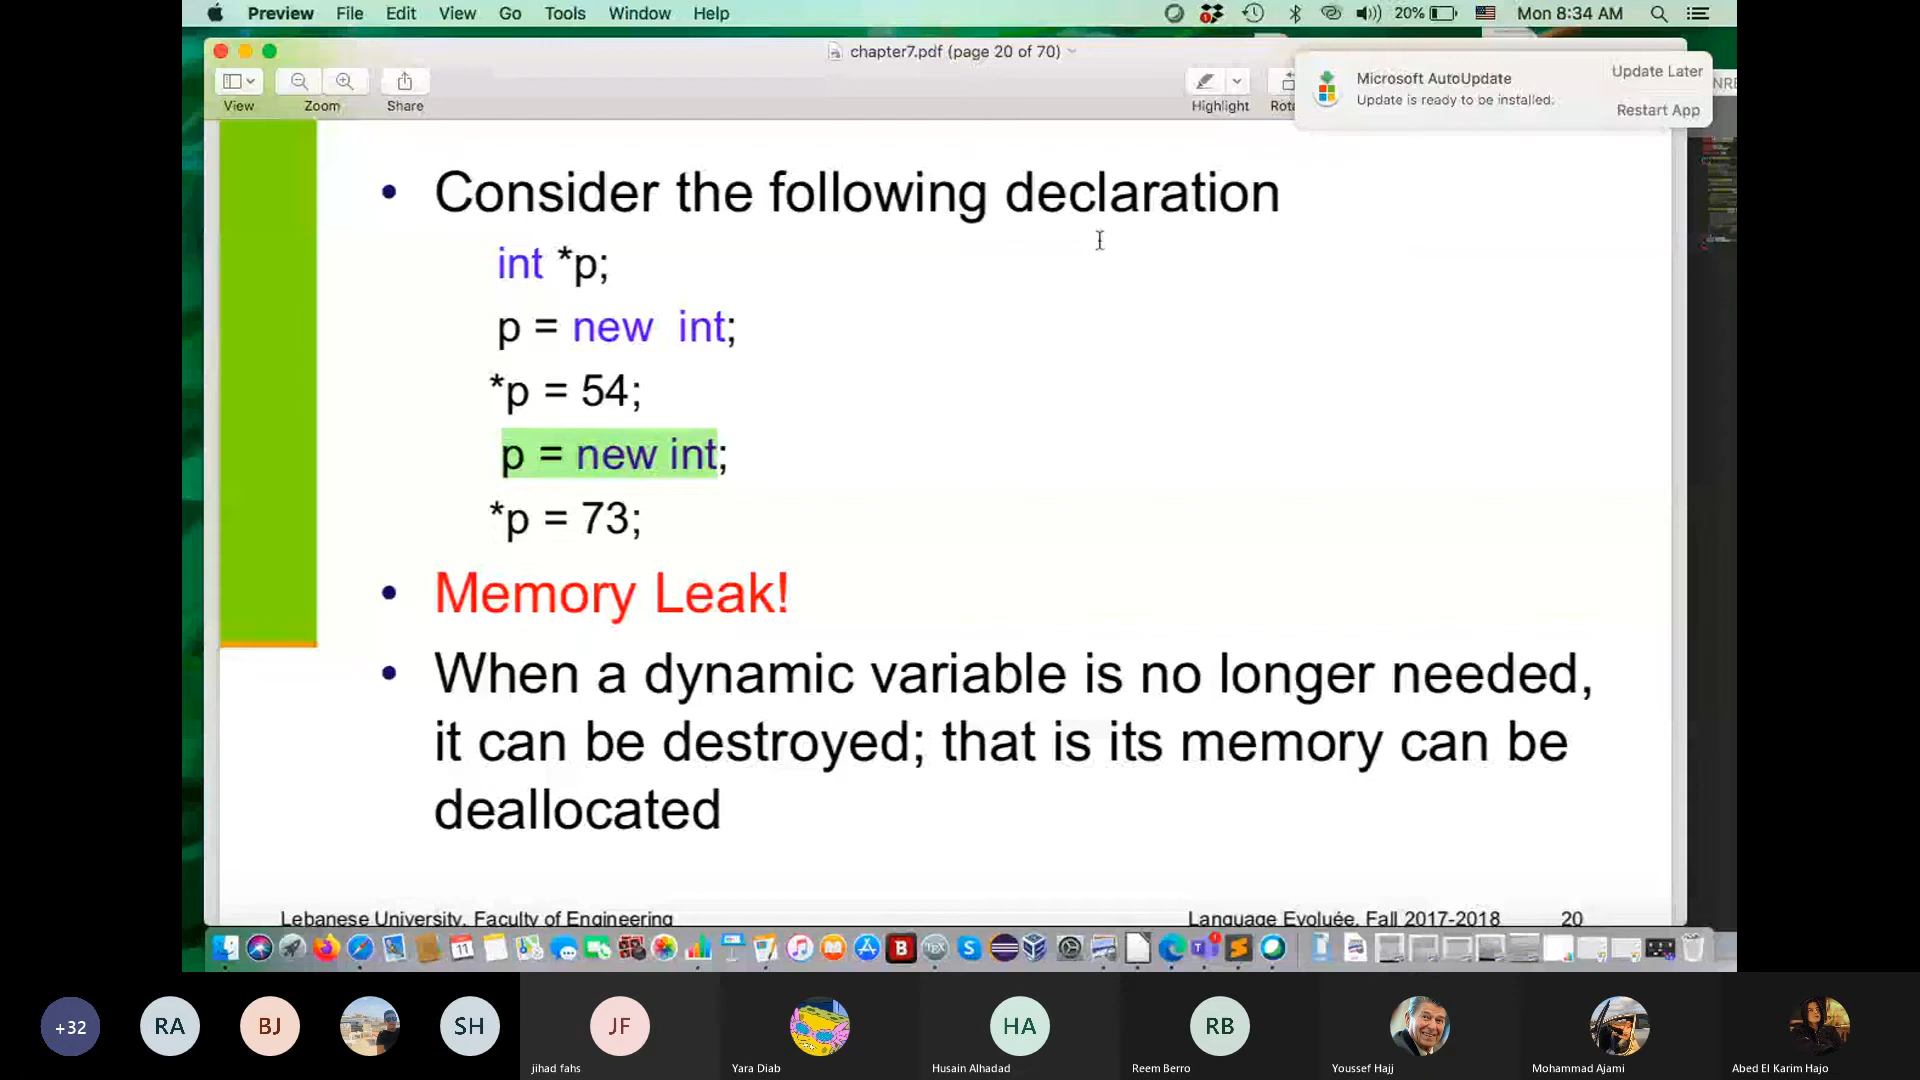 Preview File Edit View Go Tools Window Help 20% Mon 8:34 AM
chapter7.pdf (page 20 of 70)
View Zoom Share Highlight
Microsoft AutoUpdate
Update is ready to be installed.
Update Later
Restart App
• Consider the following declaration
int *p;
p = new int;
*p = 54;
p = new int;
*p = 73;
• Memory Leak!
• When a dynamic variable is no longer needed,
it can be destroyed; that is its memory can be
deallocated
Lebanese University, Faculty of Engineering Language Evoluée, Fall 2017-2018 20
+32 RA BJ SH JF HA RB
jihad fahs Yara Diab Husain Alhadad Reem Berro Youssef Hajj Mohammad Ajami Abed El Karim Hajo